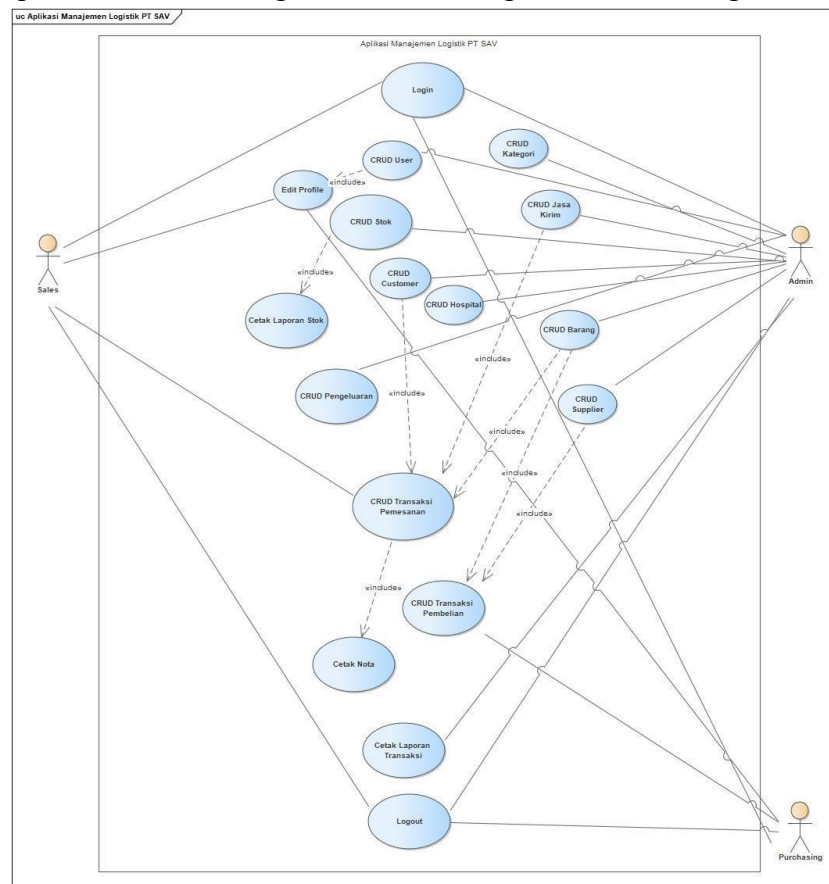 uc Aplikasi Manajemen Logistik PT SAV
Aplikasi Manajemen Logistik PT SAV
Login
CRUD
Kategori
CRUD User
«include»
Edit Profile
CRUD Jasa
Kirim
CRUD Stok
Sales
Admin
«include»
CRUD
Customer
CRUD Hospital
Cetak Laporan Stok
CRUD Barang
«include»
CRUD Pengeluaran
«include»
CRUD
Supplier
«include»
«include»
CRUD Transaksi
Pemesanan
«include»
«include»
CRUD Transaksi
Pembelian
Cetak Nota
Cetak Laporan
Transaksi
Logout
Purchasing